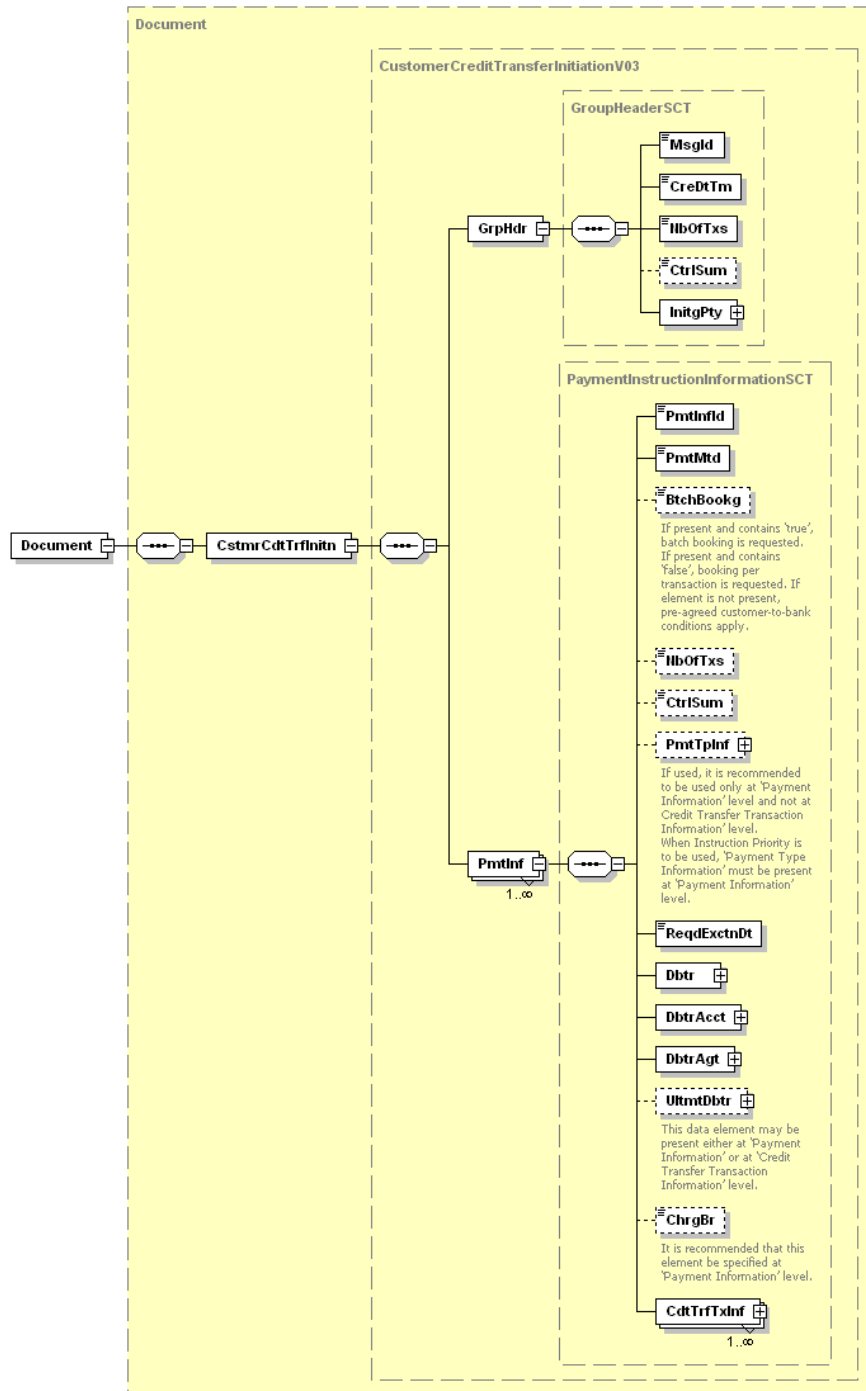 Document
CustomerCreditTransferInitiationV03
GroupHeaderSCT
MsgId
CreDtTm
GrpHdr
NbOfTxs
CtrlSum
InitgPty
PaymentInstructionInformationSCT
PmtInfId
PmtMtd
BtchBookg
If present and contains 'true',
batch booking is requested.
If present and contains
'false', booking per
transaction is requested. If
element is not present,
pre-agreed customer-to-bank
conditions apply.
Document
CstmrCdtTrfInitn
NbOfTxs
CtrlSum
PmtTpInf
If used, it is recommended
to be used only at 'Payment
Information' level and not at
Credit Transfer Transaction
Information' level.
When Instruction Priority is
to be used, 'Payment Type
Information' must be present
at 'Payment Information'
level.
PmtInf
1..∞
ReqdExctnDt
Dbtr
DbtrAcct
DbtrAgt
UltmtDbtr
This data element may be
present either at 'Payment
Information' or at 'Credit
Transfer Transaction
Information' level.
ChrgBr
It is recommended that this
element be specified at
'Payment Information' level.
CdtTrfTxInf
1..∞